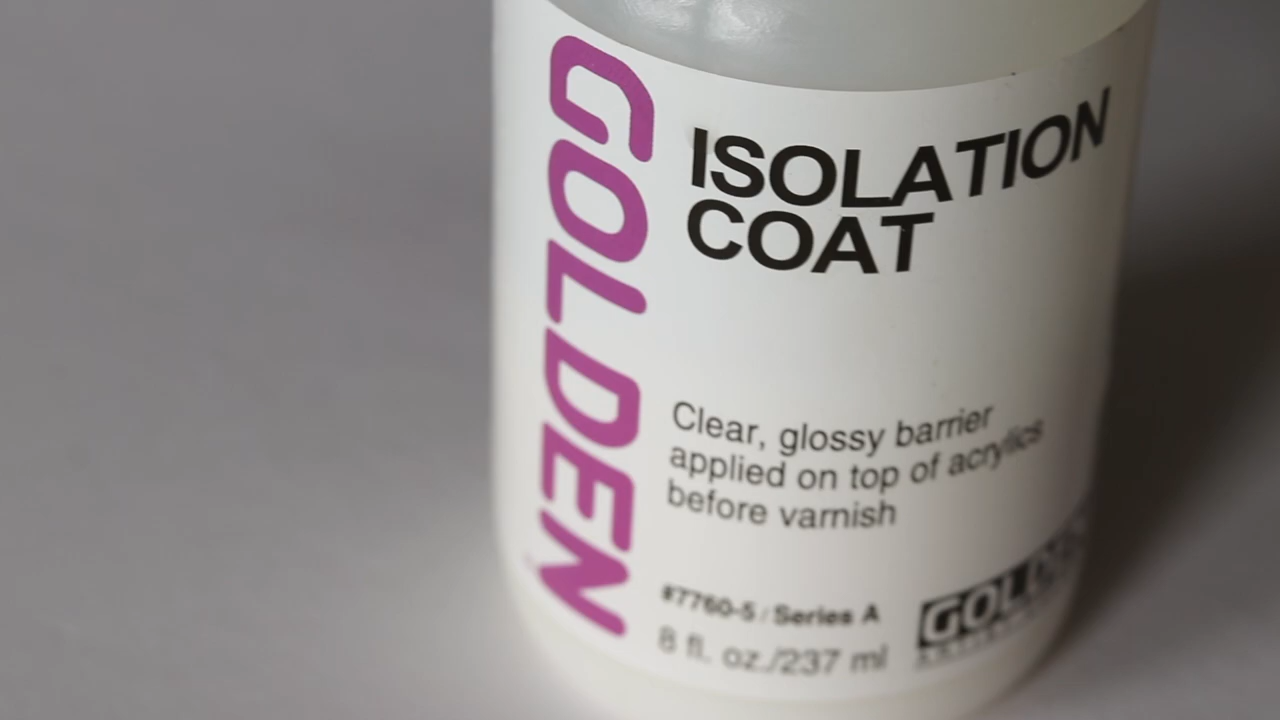 GOLDEN
ISOLATION
COAT
Clear, glossy barrier
applied on top of acrylics
before varnish
#7760-5 / Series A
8 fl. oz./237 ml